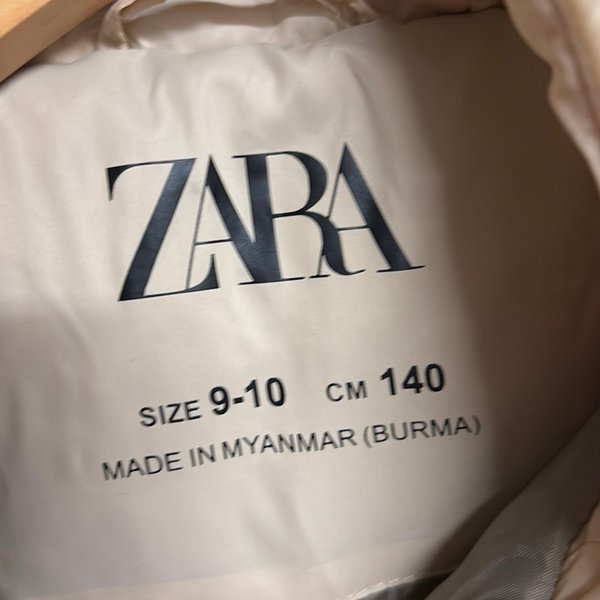 ZARA
SIZE 9-10 CM 140
MADE IN MYANMAR (BURMA)